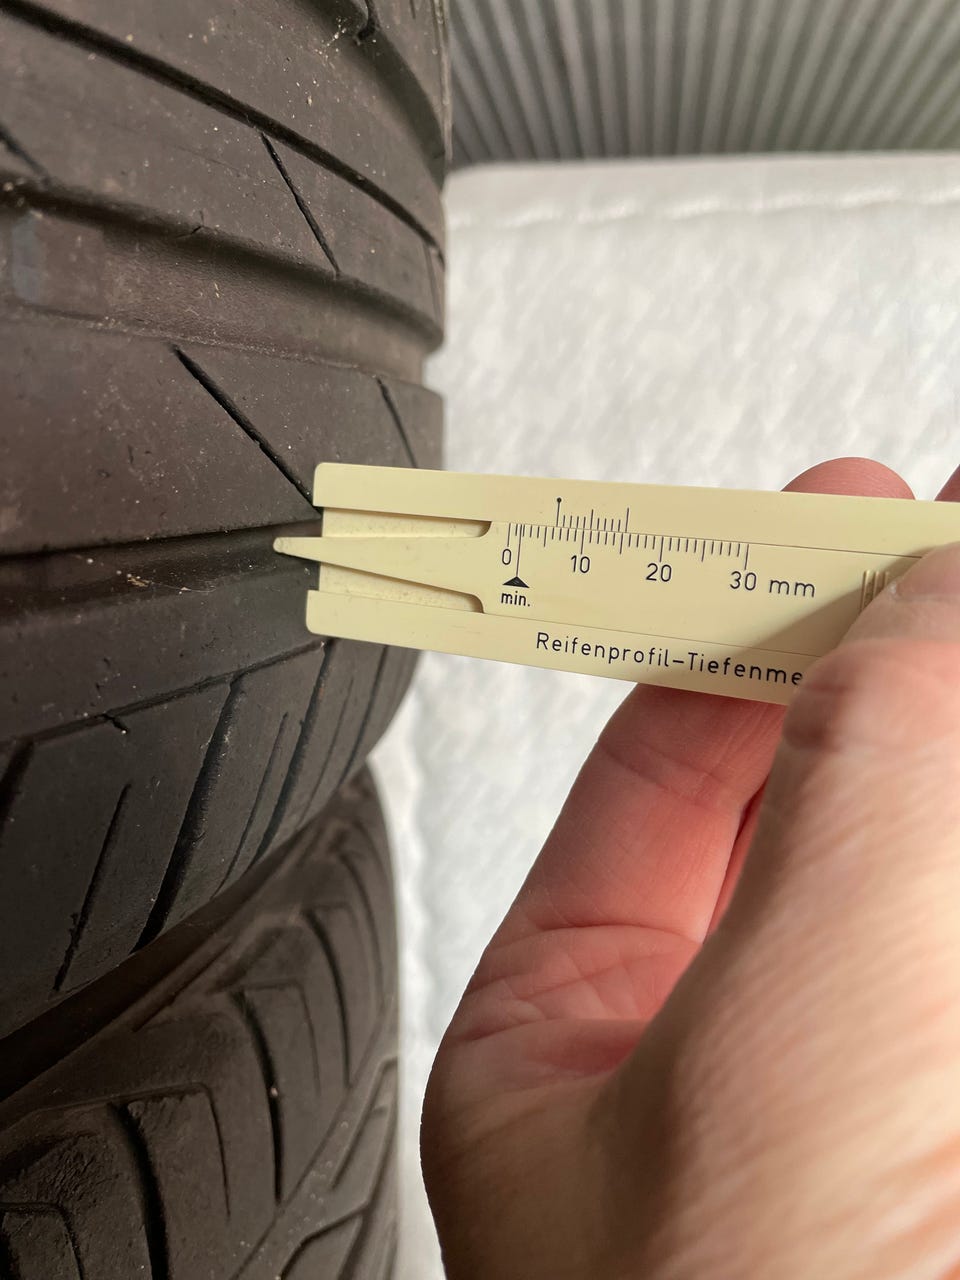 0 10 20 30 mm
min.
Reifenprofil-Tiefenme